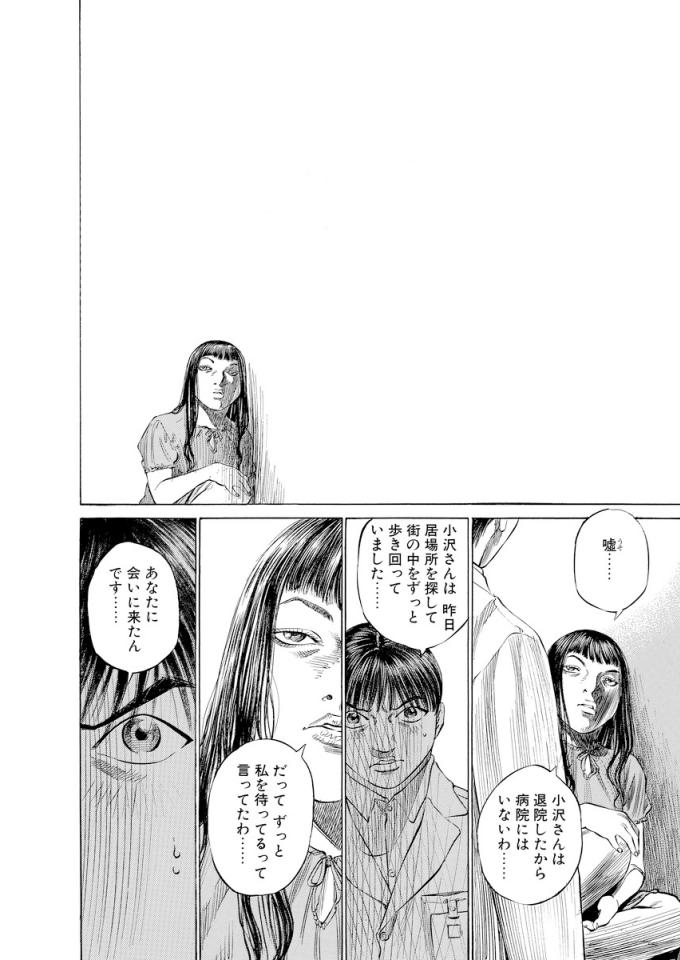 嘘……
うそ
小沢さんは
退院したから
病院には
いないわ……
小沢さんは 昨日
居場所を探して
街の中をずっと
歩き回って
いました……
だって ずっと
私を待ってるって
言ってたわ……
あなたに
会いに来たん
です……